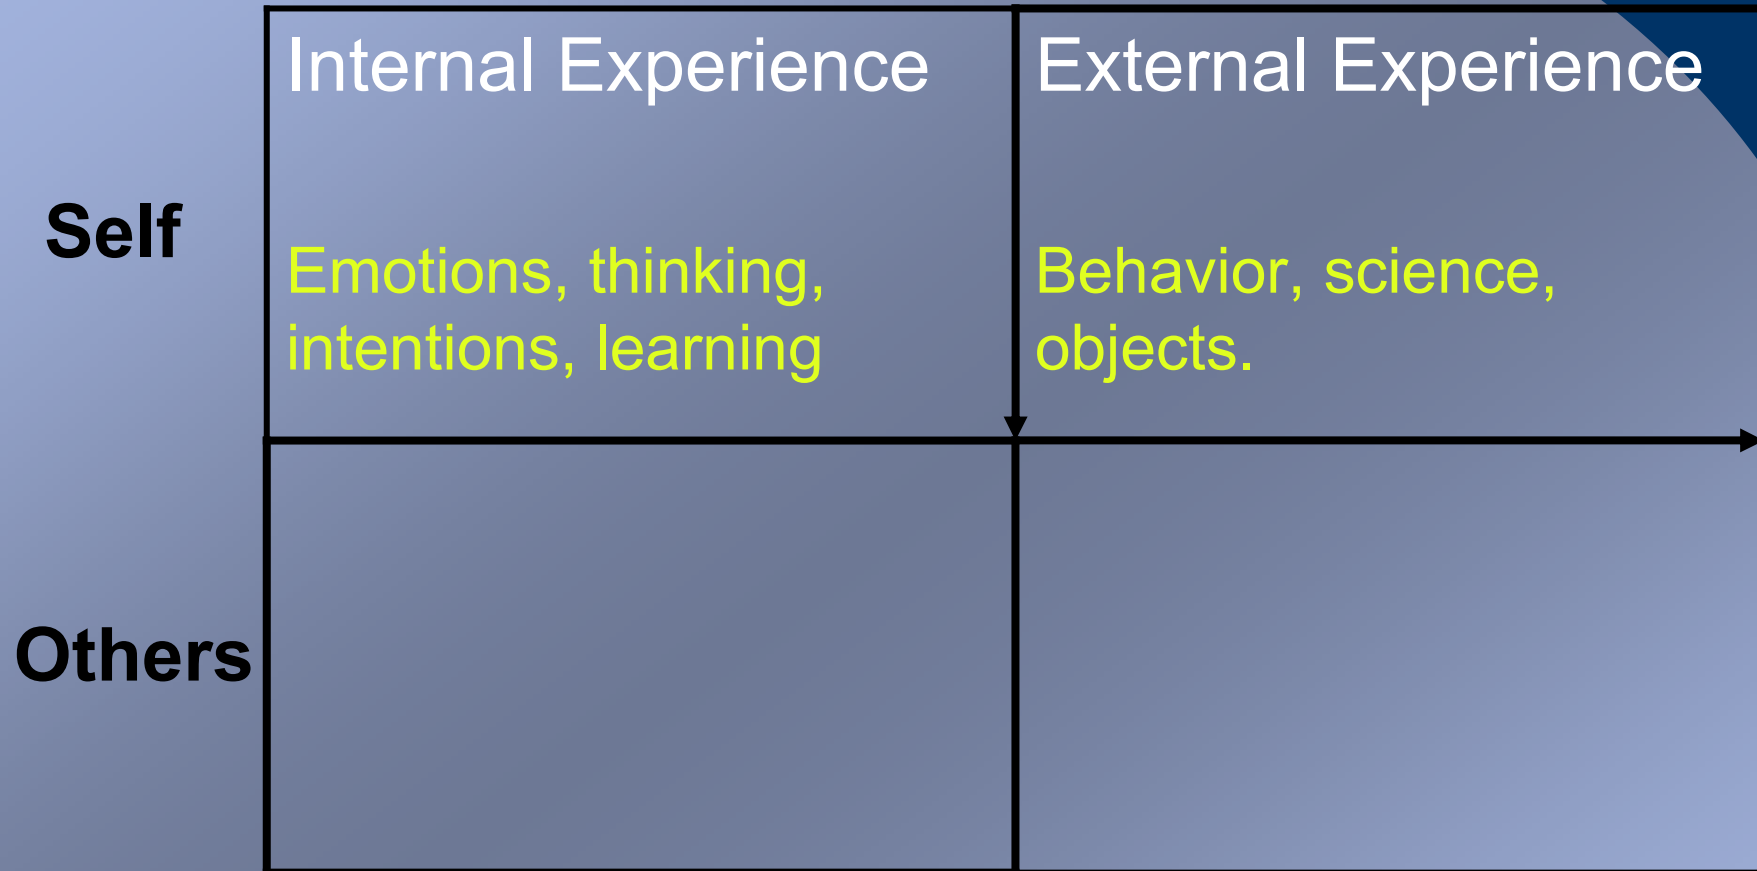 Internal Experience
External Experience
Self
Emotions, thinking,
intentions, learning
Behavior, science,
objects.
Others